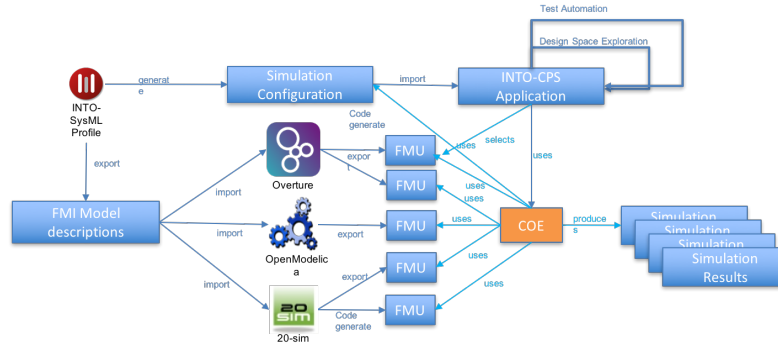 Test Automation
Design Space Exploration
generat
e
Simulation
Configuration
import
INTO-CPS
Application
INTO-
SysML
Profile
Code
generate
uses
selects
uses
export
Overture
expor
t
FMU
FMU
uses
uses
import
FMI Model
descriptions
import
OpenModelic
a
export
FMU
uses
COE
produce
s
Simulation
Simulation
Simulation
Simulation
Results
import
20
sim
20-sim
export
FMU
uses
Code
generate
FMU
uses